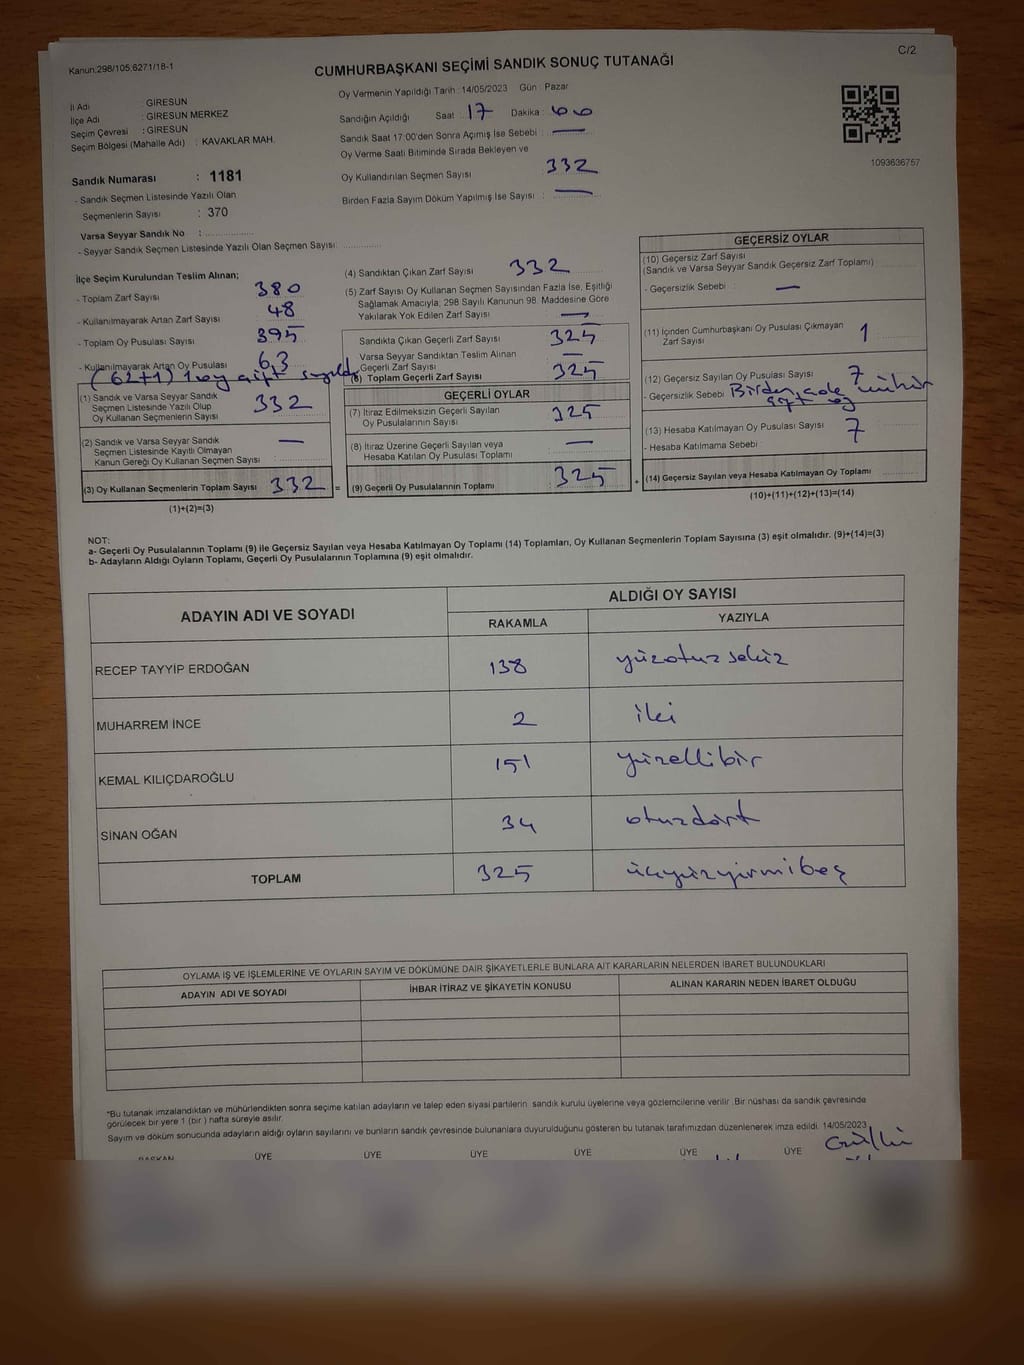 Kanun:298/105,6271/18-1
C/2
CUMHURBAŞKANI SEÇİMİ SANDIK SONUÇ TUTANAĞI
İl Adı : GİRESUN
İlçe Adı : GİRESUN MERKEZ
Seçim Çevresi : GİRESUN
Seçim Bölgesi (Mahalle Adı) : KAVAKLAR MAH.
Sandık Numarası : 1181
- Sandık Seçmen Listesinde Yazılı Olan
Seçmenlerin Sayısı : 370
Varsa Seyyar Sandık No :
- Seyyar Sandık Seçmen Listesinde Yazılı Olan Seçmen Sayısı
Oy Vermenin Yapıldığı Tarih : 14/05/2023 Gün : Pazar
Sandığın Açıldığı Saat : 17 Dakika : 00
Sandık Saat 17:00'den Sonra Açımış İse Sebebi : —
Oy Verme Saati Bitiminde Sırada Bekleyen ve
Oy Kullandırılan Seçmen Sayısı 332
Birden Fazla Sayım Döküm Yapılmış İse Sayısı : —
1093636757
İlçe Seçim Kurulundan Teslim Alınan;
- Toplam Zarf Sayısı 380
- Kullanılmayarak Artan Zarf Sayısı 48
- Toplam Oy Pusulası Sayısı 395
- Kullanılmayarak Artan Oy Pusulası 63
(62+1) 1 oy çift sayıldı
(1) Sandık ve Varsa Seyyar Sandık
Seçmen Listesinde Yazılı Olup
Oy Kullanan Seçmenlerin Sayısı 332
(2) Sandık ve Varsa Seyyar Sandık
Seçmen Listesinde Kayıtlı Olmayan
Kanun Gereği Oy Kullanan Seçmen Sayısı —
(3) Oy Kullanan Seçmenlerin Toplam Sayısı 332 =
(1)+(2)=(3)
(4) Sandıktan Çıkan Zarf Sayısı 332
(5) Zarf Sayısı Oy Kullanan Seçmen Sayısından Fazla İse, Eşitliği
Sağlamak Amacıyla; 298 Sayılı Kanunun 98. Maddesine Göre
Yakılarak Yok Edilen Zarf Sayısı —
Sandıkta Çıkan Geçerli Zarf Sayısı 325
Varsa Seyyar Sandıktan Teslim Alınan
Geçerli Zarf Sayısı —
(6) Toplam Geçerli Zarf Sayısı 325
GEÇERLİ OYLAR
(7) İtiraz Edilmeksizin Geçerli Sayılan
Oy Pusulalarının Sayısı 325
(8) İtiraz Üzerine Geçerli Sayılan veya
Hesaba Katılan Oy Pusulası Toplamı —
(9) Geçerli Oy Pusulalarının Toplamı 325 +
GEÇERSİZ OYLAR
(10) Geçersiz Zarf Sayısı
(Sandık ve Varsa Seyyar Sandık Geçersiz Zarf Toplamı)
- Geçersizlik Sebebi : —
(11) İçinden Cumhurbaşkanı Oy Pusulası Çıkmayan
Zarf Sayısı 1
(12) Geçersiz Sayılan Oy Pusulası Sayısı 7
- Geçersizlik Sebebi Birden mühür
çift oy
(13) Hesaba Katılmayan Oy Pusulası Sayısı 7
- Hesaba Katılmama Sebebi
(14) Geçersiz Sayılan veya Hesaba Katılmayan Oy Toplamı
(10)+(11)+(12)+(13)=(14)
NOT:
a- Geçerli Oy Pusulalarının Toplamı (9) ile Geçersiz Sayılan veya Hesaba Katılmayan Oy Toplamı (14) Toplamları, Oy Kullanan Seçmenlerin Toplam Sayısına (3) eşit olmalıdır. (9)+(14)=(3)
b- Adayların Aldığı Oyların Toplamı, Geçerli Oy Pusulalarının Toplamına (9) eşit olmalıdır.
ADAYIN ADI VE SOYADI ALDIĞI OY SAYISI
RAKAMLA YAZIYLA
RECEP TAYYİP ERDOĞAN 138 yüzotuz sekiz
MUHARREM İNCE 2 iki
KEMAL KILIÇDAROĞLU 151 yüzellibir
SİNAN OĞAN 34 otuzdört
TOPLAM 325 üçyüzyirmibeş
OYLAMA İŞ VE İŞLEMLERİNE VE OYLARIN SAYIM VE DÖKÜMÜNE DAİR ŞİKAYETLERLE BUNLARA AİT KARARLARIN NELERDEN İBARET BULUNDUKLARI
ADAYIN ADI VE SOYADI İHBAR İTİRAZ VE ŞİKAYETİN KONUSU ALINAN KARARIN NEDEN İBARET OLDUĞU
*Bu tutanak imzalandıktan ve mühürlendikten sonra seçime katılan adayların ve talep eden siyasi partilerin sandık kurulu üyelerine veya gözlemcilerine verilir. Bir nüshası da sandık çevresinde
görülecek bir yere 1 (bir) hafta süreyle asılır.
Sayım ve döküm sonucunda adayların aldığı oyların sayılarını ve bunların sandık çevresinde bulunanlara duyurulduğunu gösteren bu tutanak tarafımızdan düzenlenerek imza edildi. 14/05/2023
BAŞKAN ÜYE ÜYE ÜYE ÜYE ÜYE ÜYE